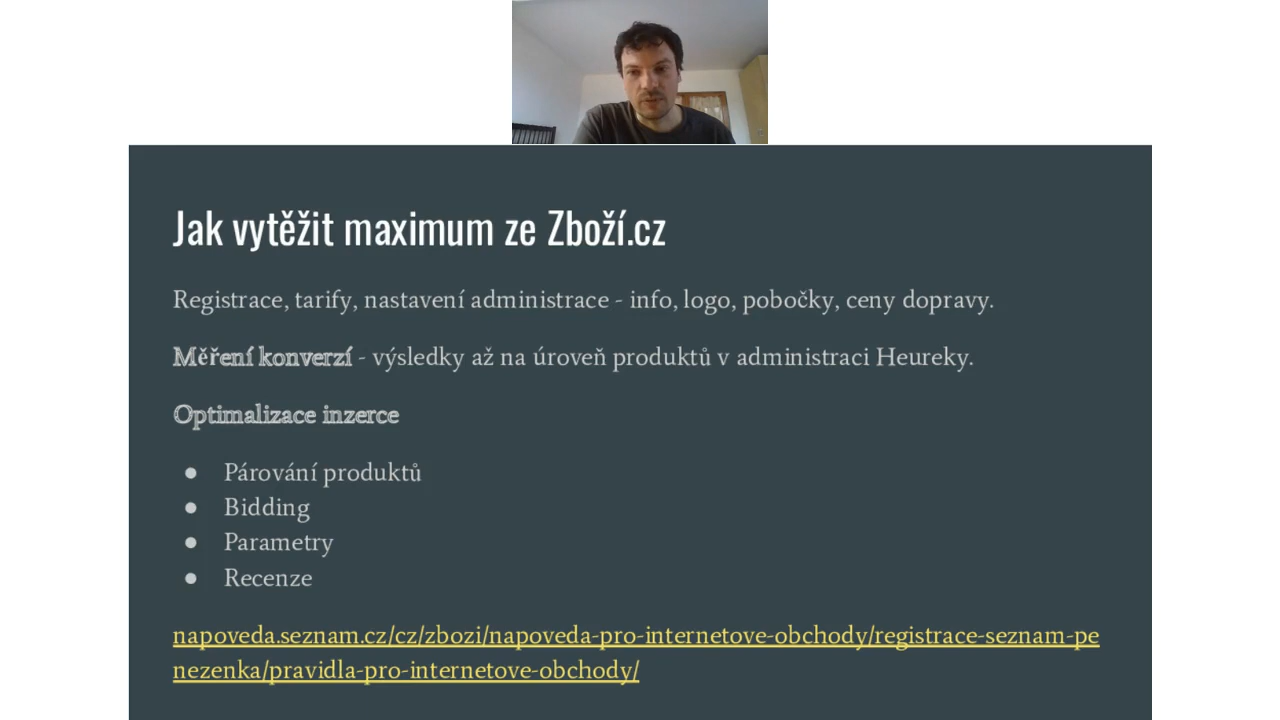 Jak vytěžit maximum ze Zboží.cz
Registrace, tarify, nastavení administrace - info, logo, pobočky, ceny dopravy.
Měření konverzí - výsledky až na úroveň produktů v administraci Heureky.
Optimalizace inzerce
● Párování produktů
● Bidding
● Parametry
● Recenze
napoveda.seznam.cz/cz/zbozi/napoveda-pro-internetove-obchody/registrace-seznam-pe
nezenka/pravidla-pro-internetove-obchody/